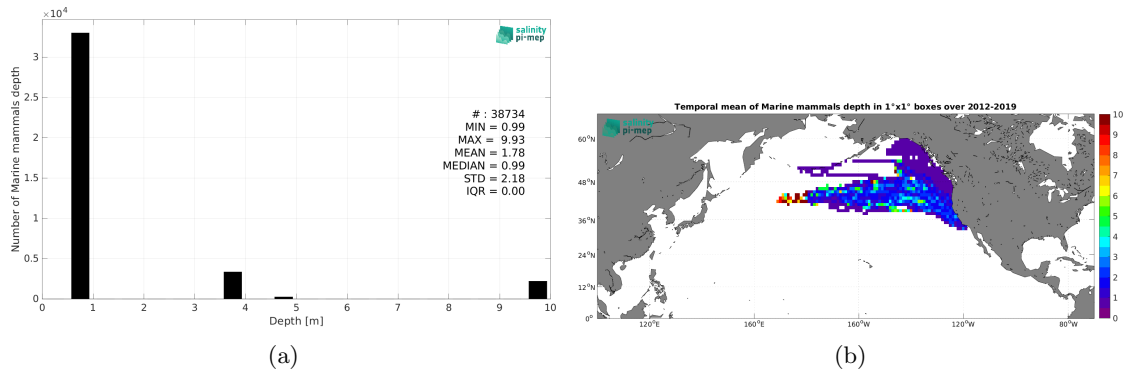 ×10⁴
salinity
pi-mep
3
2.5
2
1.5
1
0.5
0
Number of Marine mammals depth
# : 38734
MIN = 0.99
MAX = 9.93
MEAN = 1.78
MEDIAN = 0.99
STD = 2.18
IQR = 0.00
0 1 2 3 4 5 6 7 8 9 10
Depth [m]
(a)
Temporal mean of Marine mammals depth in 1°x1° boxes over 2012-2019
salinity
pi-mep
60°N
48°N
36°N
24°N
12°N
0°
120°E 160°E 160°W 120°W 80°W
10
9
8
7
6
5
4
3
2
1
0
(b)